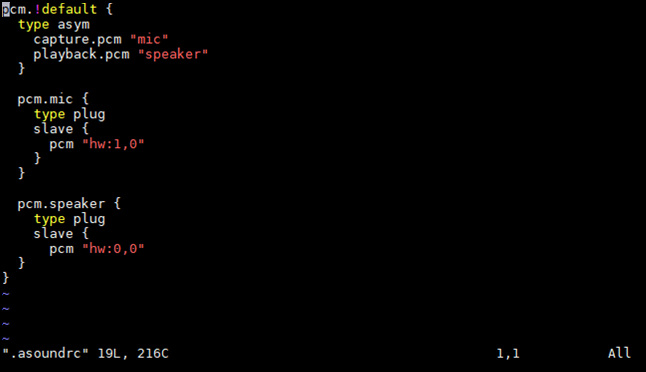 pcm.!default {
  type asym
    capture.pcm "mic"
    playback.pcm "speaker"
  }

  pcm.mic {
    type plug
    slave {
      pcm "hw:1,0"
    }
  }

  pcm.speaker {
    type plug
    slave {
      pcm "hw:0,0"
  }
}
~
~
~
~
".asoundrc" 19L, 216C 1,1 All